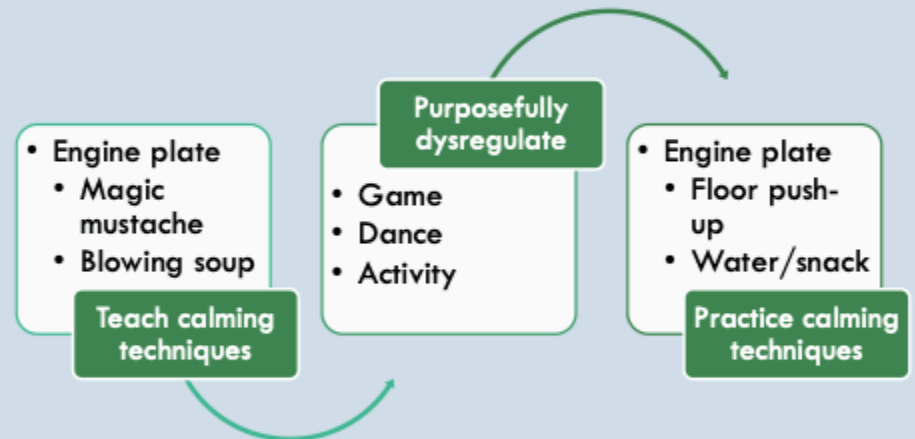 • Engine plate
• Magic
mustache
• Blowing soup
Teach calming
techniques
Purposefully
dysregulate
• Game
• Dance
• Activity
• Engine plate
• Floor push-
up
• Water/snack
Practice calming
techniques